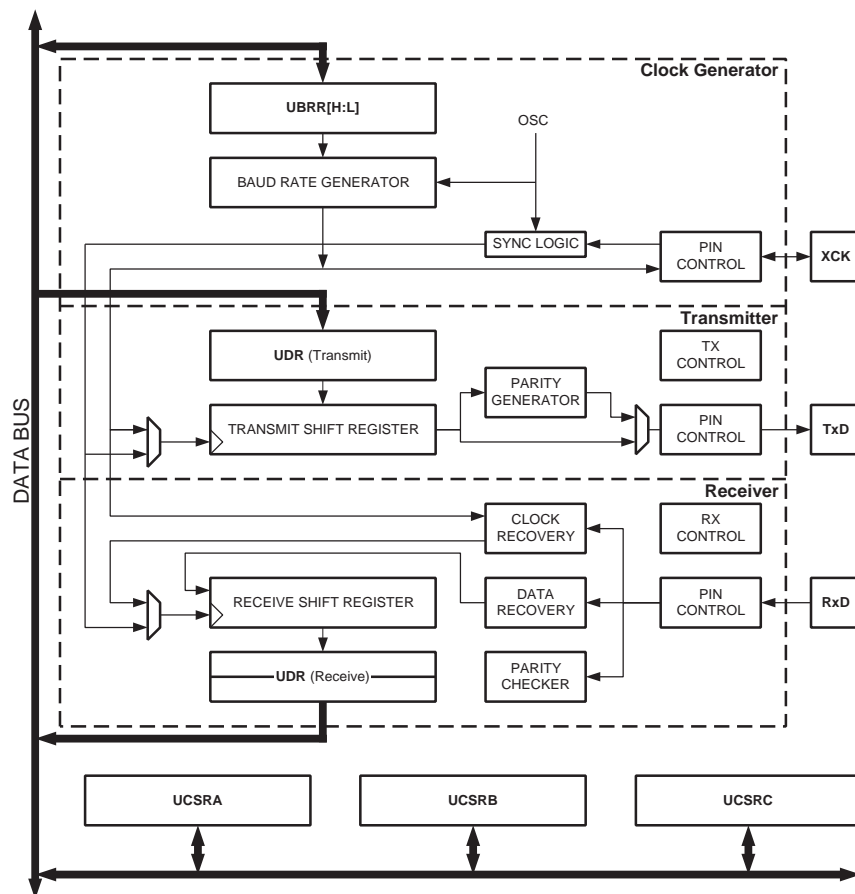 Clock Generator
UBRR[H:L]
OSC
BAUD RATE GENERATOR
SYNC LOGIC
PIN
CONTROL
XCK
Transmitter
UDR (Transmit)
TX
CONTROL
PARITY
GENERATOR
TRANSMIT SHIFT REGISTER
PIN
CONTROL
TxD
DATA BUS
Receiver
CLOCK
RECOVERY
RX
CONTROL
RECEIVE SHIFT REGISTER
DATA
RECOVERY
PIN
CONTROL
RxD
UDR (Receive)
PARITY
CHECKER
UCSRA
UCSRB
UCSRC